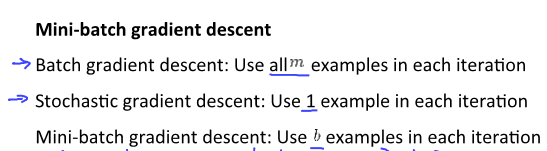 Mini-batch gradient descent
→ Batch gradient descent: Use all m examples in each iteration
→ Stochastic gradient descent: Use 1 example in each iteration
Mini-batch gradient descent: Use b examples in each iteration